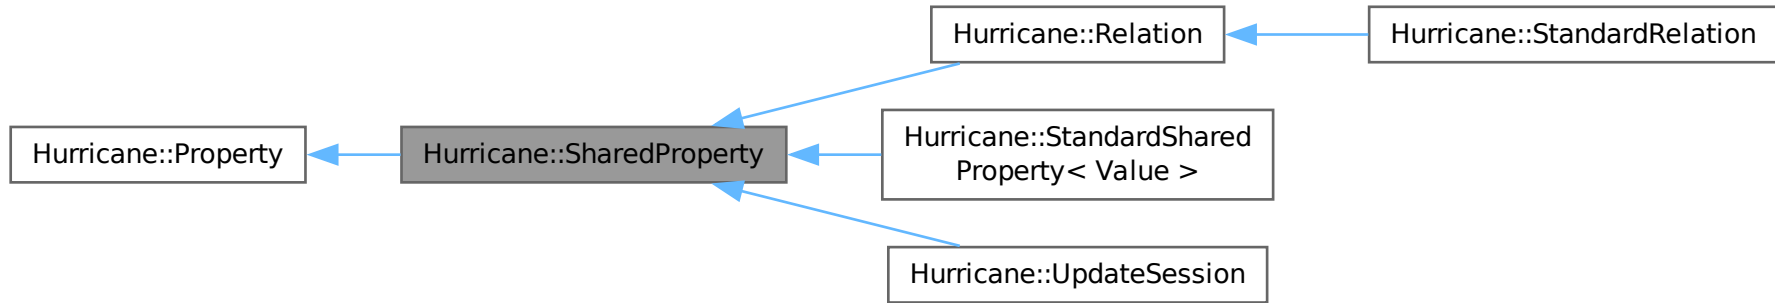 Hurricane::Relation
Hurricane::StandardRelation
Hurricane::Property
Hurricane::SharedProperty
Hurricane::StandardShared
Property< Value >
Hurricane::UpdateSession